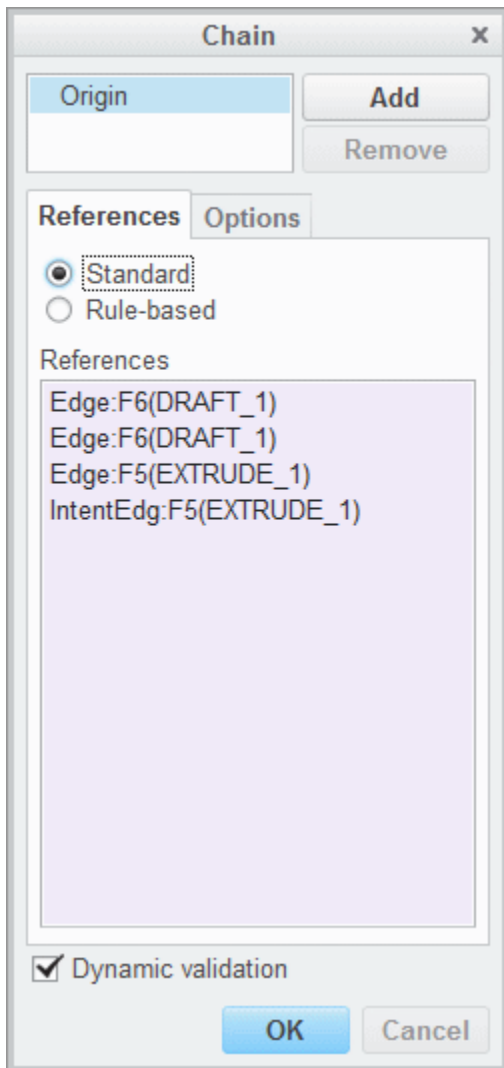 Chain
Origin
Add
Remove
References Options
Standard
Rule-based
References
Edge:F6(DRAFT_1)
Edge:F6(DRAFT_1)
Edge:F5(EXTRUDE_1)
IntentEdg:F5(EXTRUDE_1)
Dynamic validation
OK Cancel